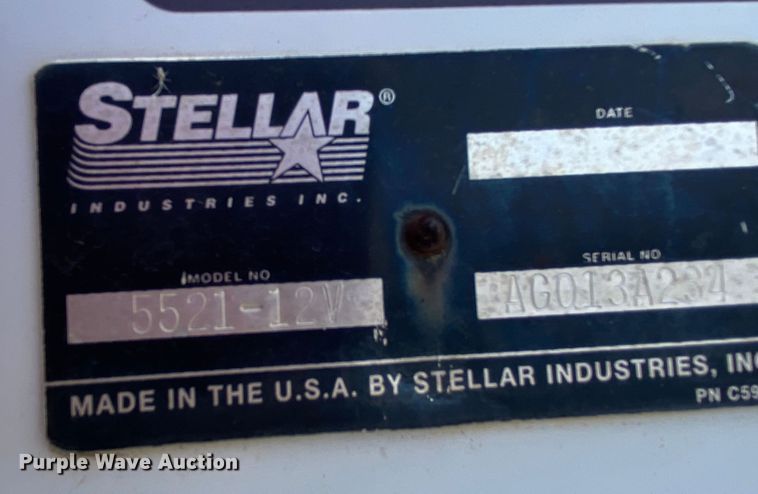 STELLAR®
INDUSTRIES INC.
DATE
MODEL NO
5521-12V
SERIAL NO
AG013A234
MADE IN THE U.S.A. BY STELLAR INDUSTRIES, INC
PN C59
Purple Wave Auction